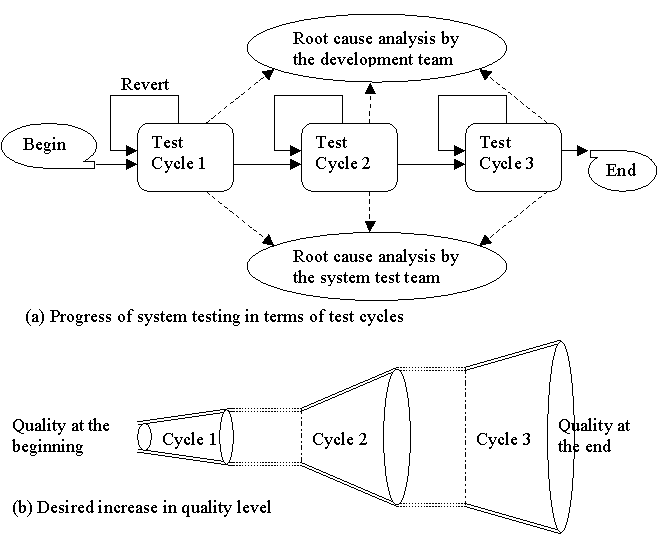 Root cause analysis by
the development team
Revert
Begin
Test
Cycle 1
Test
Cycle 2
Test
Cycle 3
End
Root cause analysis by
the system test team
(a) Progress of system testing in terms of test cycles
Quality at the
beginning
Cycle 1
Cycle 2
Cycle 3
Quality at
the end
(b) Desired increase in quality level